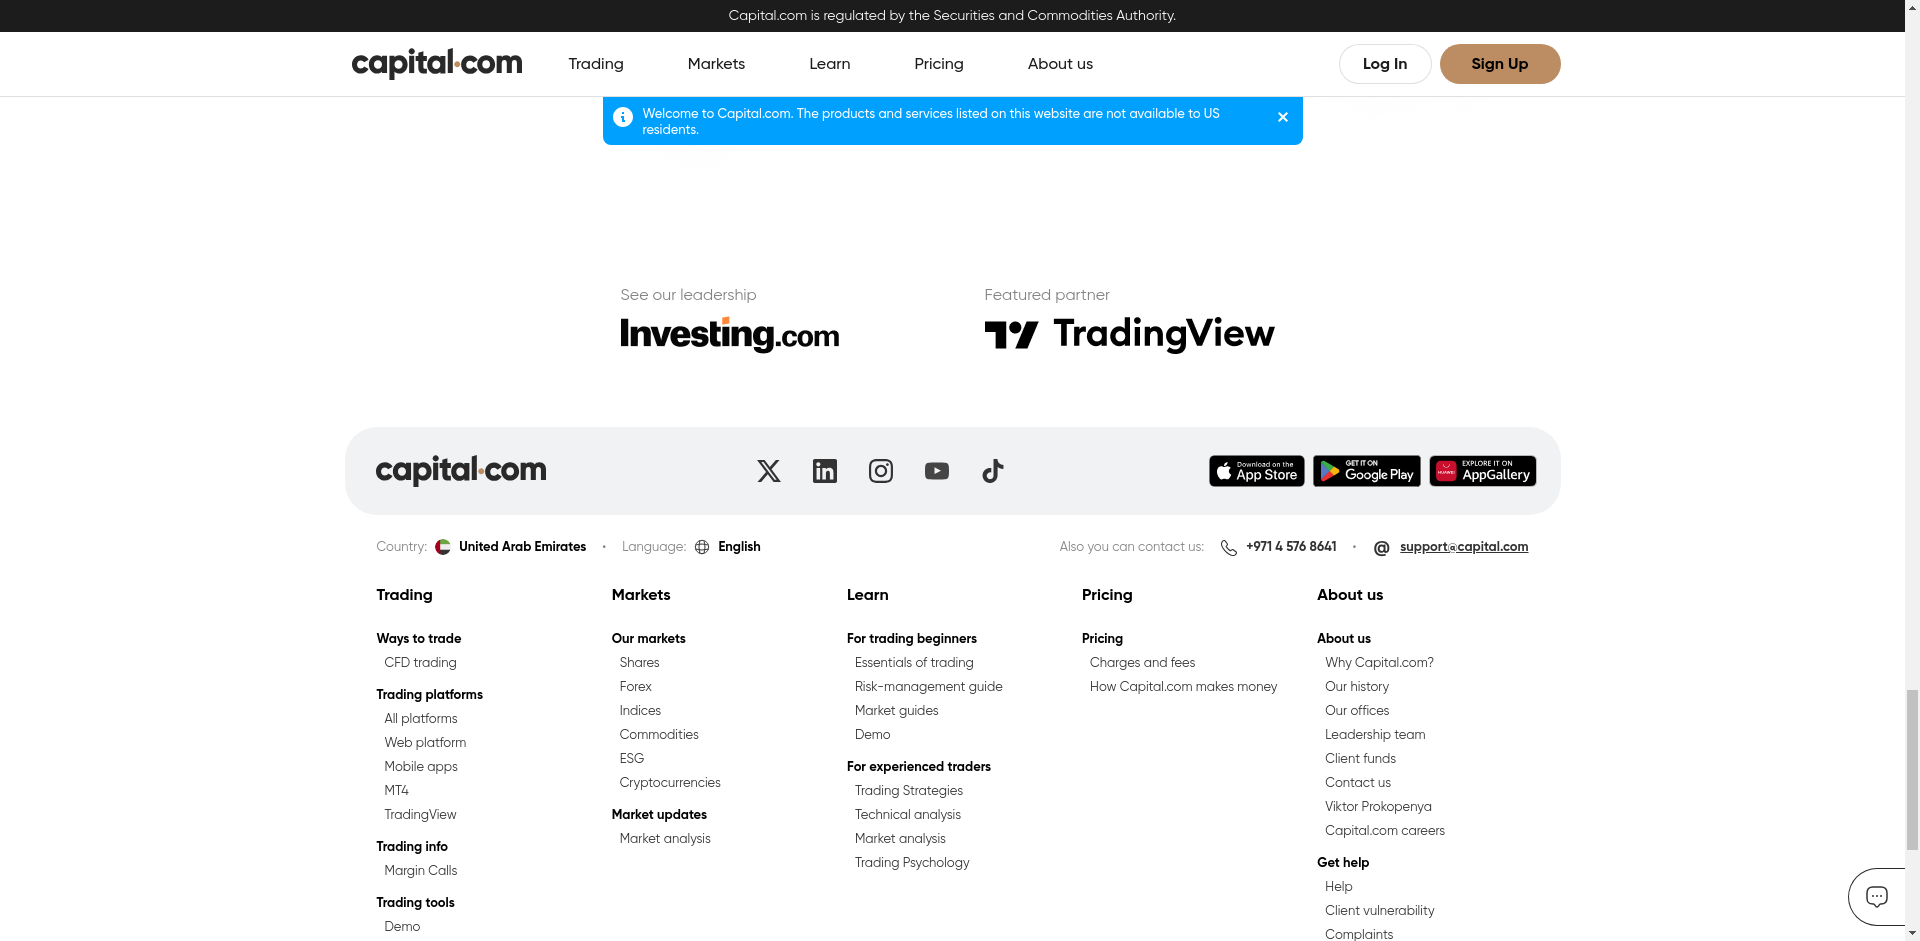 Capital.com is regulated by the Securities and Commodities Authority.
capital.com
Trading
Markets
Learn
Pricing
About us
Log In
Sign Up
Welcome to Capital.com. The products and services listed on this website are not available to US
residents.
See our leadership
Investing.com
Featured partner
TradingView
capital.com
Download on the
App Store
GET IT ON
Google Play
EXPLORE IT ON
AppGallery
Country: United Arab Emirates • Language: English
Also you can contact us: +971 4 576 8641 • support@capital.com
Trading
Ways to trade
CFD trading
Trading platforms
All platforms
Web platform
Mobile apps
MT4
TradingView
Trading info
Margin Calls
Trading tools
Demo
Markets
Our markets
Shares
Forex
Indices
Commodities
ESG
Cryptocurrencies
Market updates
Market analysis
Learn
For trading beginners
Essentials of trading
Risk-management guide
Market guides
Demo
For experienced traders
Trading Strategies
Technical analysis
Market analysis
Trading Psychology
Pricing
Pricing
Charges and fees
How Capital.com makes money
About us
About us
Why Capital.com?
Our history
Our offices
Leadership team
Client funds
Contact us
Viktor Prokopenya
Capital.com careers
Get help
Help
Client vulnerability
Complaints